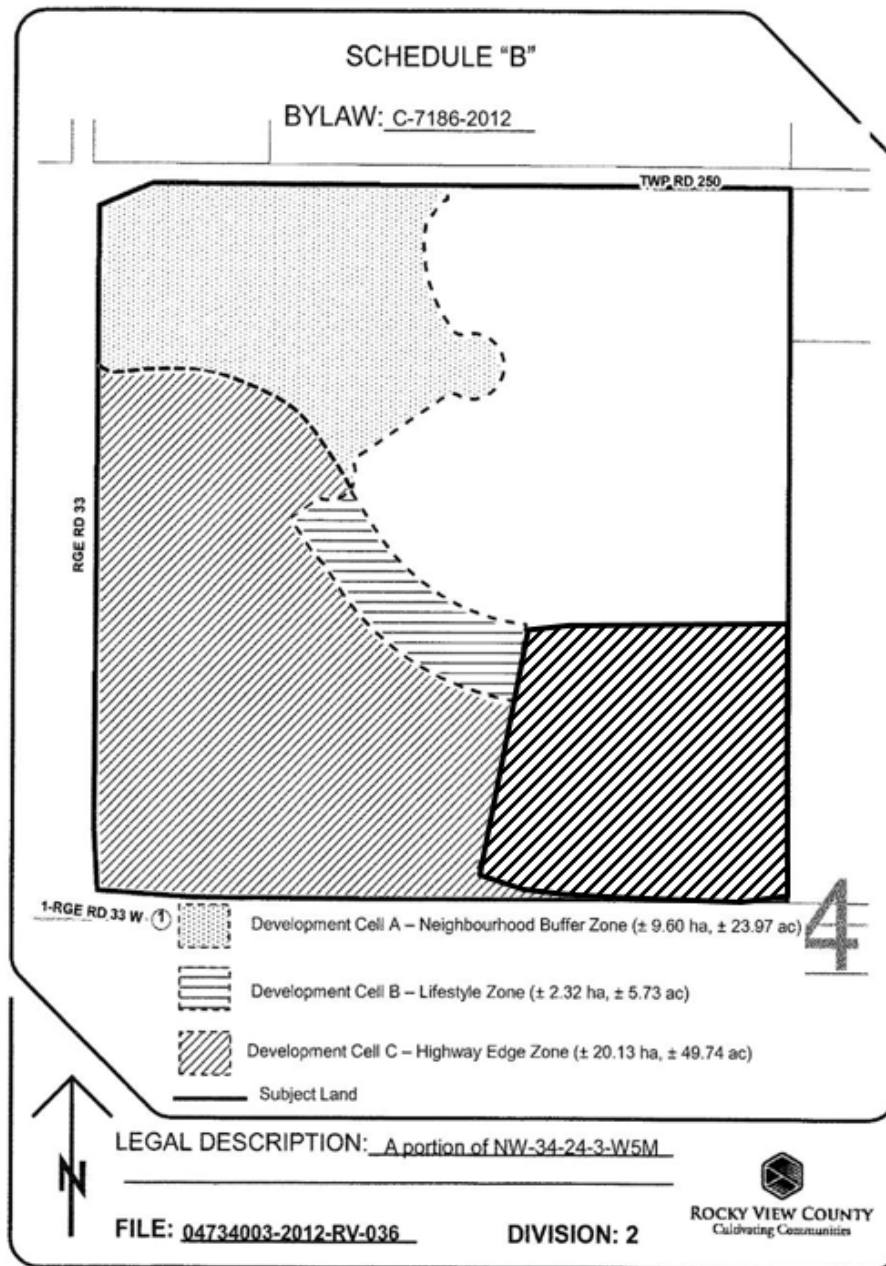 SCHEDULE "B"
BYLAW: C-7186-2012
TWP RD 250
RGE RD 33
1-RGE RD 33 W 1
4
Development Cell A – Neighbourhood Buffer Zone (± 9.60 ha, ± 23.97 ac)
Development Cell B – Lifestyle Zone (± 2.32 ha, ± 5.73 ac)
Development Cell C – Highway Edge Zone (± 20.13 ha, ± 49.74 ac)
Subject Land
N
LEGAL DESCRIPTION: A portion of NW-34-24-3-W5M
FILE: 04734003-2012-RV-036
DIVISION: 2
ROCKY VIEW COUNTY
Cultivating Communities